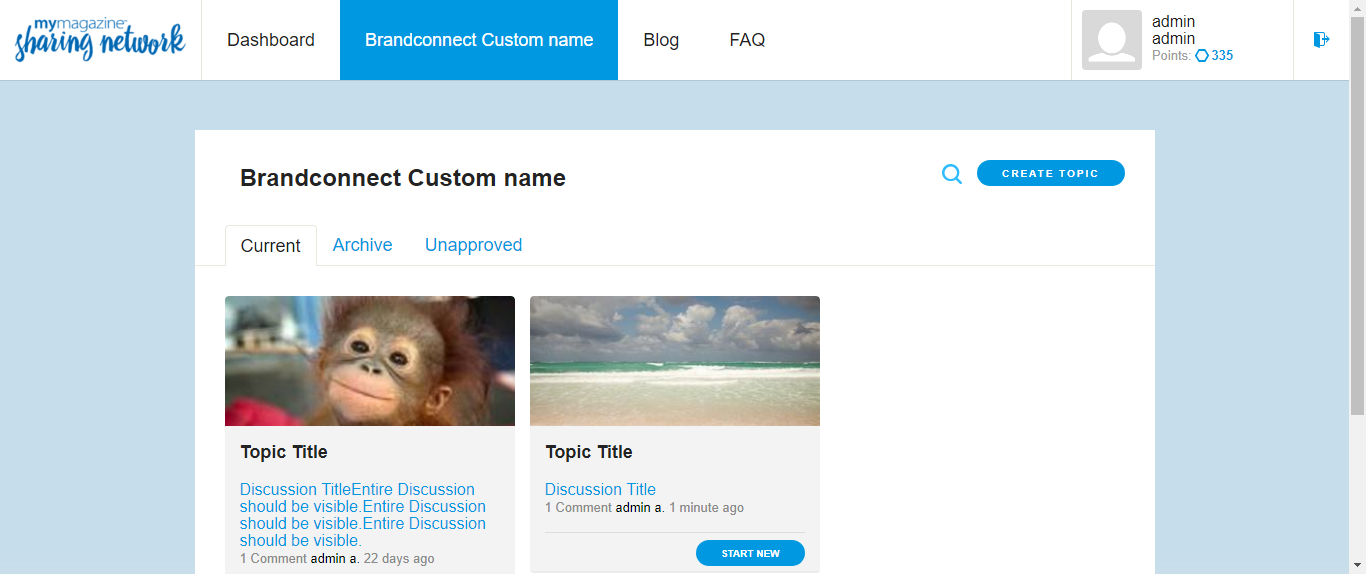 mymagazine™
sharing network
Dashboard
Brandconnect Custom name
Blog
FAQ
admin
admin
Points: 335
Brandconnect Custom name
CREATE TOPIC
Current
Archive
Unapproved
Topic Title
Discussion TitleEntire Discussion
should be visible.Entire Discussion
should be visible.Entire Discussion
should be visible.
1 Comment admin a. 22 days ago
Topic Title
Discussion Title
1 Comment admin a. 1 minute ago
START NEW